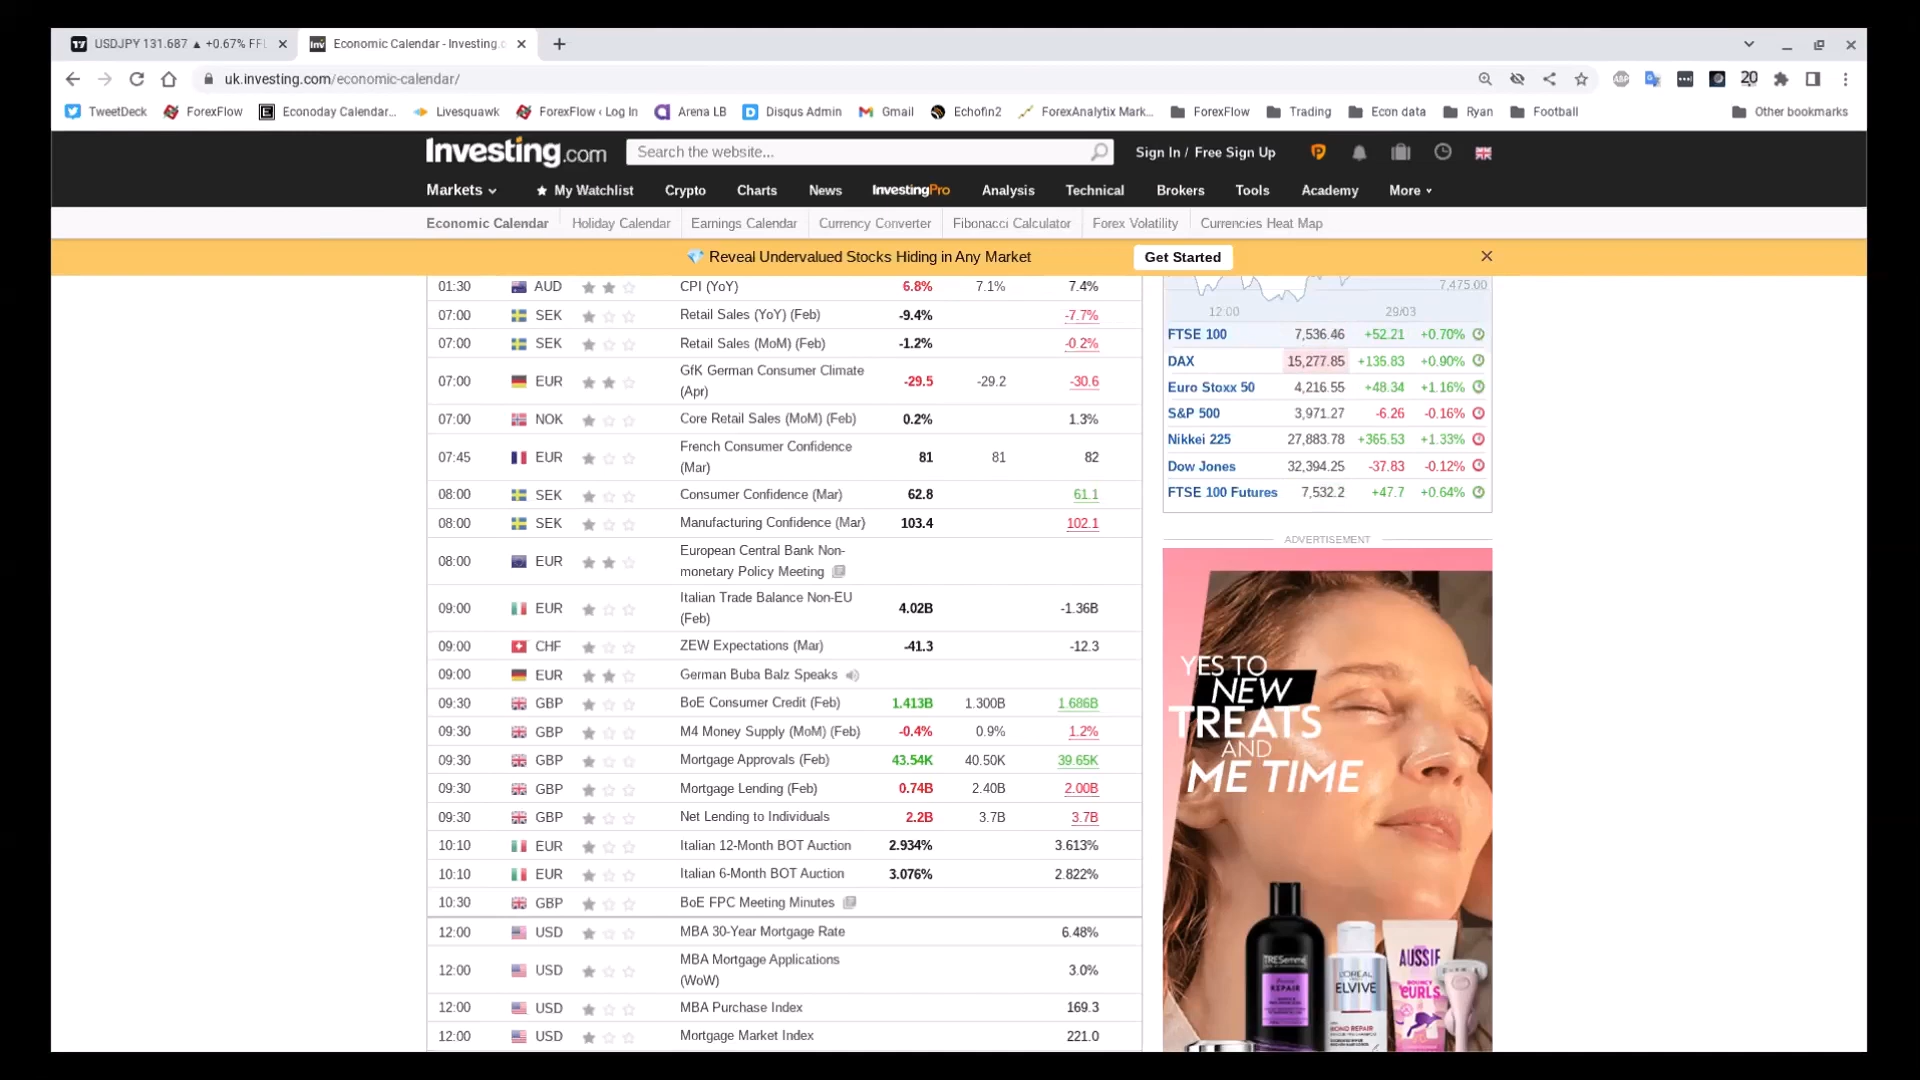 USDJPY 131.687 ▲ +0.67% FFL
Economic Calendar - Investing.c
uk.investing.com/economic-calendar/
TweetDeck ForexFlow Econoday Calendar... Livesquawk ForexFlow ‹ Log In Arena LB Disqus Admin Gmail Echofin2 ForexAnalytix Mark... ForexFlow Trading Econ data Ryan Football Other bookmarks
Investing.com Search the website... Sign In / Free Sign Up
Markets My Watchlist Crypto Charts News InvestingPro Analysis Technical Brokers Tools Academy More
Economic Calendar Holiday Calendar Earnings Calendar Currency Converter Fibonacci Calculator Forex Volatility Currencies Heat Map
Reveal Undervalued Stocks Hiding in Any Market Get Started
01:30 AUD CPI (YoY) 6.8% 7.1% 7.4%
07:00 SEK Retail Sales (YoY) (Feb) -9.4% -7.7%
07:00 SEK Retail Sales (MoM) (Feb) -1.2% -0.2%
07:00 EUR GfK German Consumer Climate
(Apr) -29.5 -29.2 -30.6
07:00 NOK Core Retail Sales (MoM) (Feb) 0.2% 1.3%
07:45 EUR French Consumer Confidence
(Mar) 81 81 82
08:00 SEK Consumer Confidence (Mar) 62.8 61.1
08:00 SEK Manufacturing Confidence (Mar) 103.4 102.1
08:00 EUR European Central Bank Non-
monetary Policy Meeting
09:00 EUR Italian Trade Balance Non-EU
(Feb) 4.02B -1.36B
09:00 CHF ZEW Expectations (Mar) -41.3 -12.3
09:00 EUR German Buba Balz Speaks
09:30 GBP BoE Consumer Credit (Feb) 1.413B 1.300B 1.686B
09:30 GBP M4 Money Supply (MoM) (Feb) -0.4% 0.9% 1.2%
09:30 GBP Mortgage Approvals (Feb) 43.54K 40.50K 39.65K
09:30 GBP Mortgage Lending (Feb) 0.74B 2.40B 2.00B
09:30 GBP Net Lending to Individuals 2.2B 3.7B 3.7B
10:10 EUR Italian 12-Month BOT Auction 2.934% 3.613%
10:10 EUR Italian 6-Month BOT Auction 3.076% 2.822%
10:30 GBP BoE FPC Meeting Minutes
12:00 USD MBA 30-Year Mortgage Rate 6.48%
12:00 USD MBA Mortgage Applications
(WoW) 3.0%
12:00 USD MBA Purchase Index 169.3
12:00 USD Mortgage Market Index 221.0
7,475.00
12:00 29/03
FTSE 100 7,536.46 +52.21 +0.70%
DAX 15,277.85 +135.83 +0.90%
Euro Stoxx 50 4,216.55 +48.34 +1.16%
S&P 500 3,971.27 -6.26 -0.16%
Nikkei 225 27,883.78 +365.53 +1.33%
Dow Jones 32,394.25 -37.83 -0.12%
FTSE 100 Futures 7,532.2 +47.7 +0.64%
ADVERTISEMENT
YES TO
NEW
TREATS
AND
ME TIME
TRESemmé
REPAIR
L'ORÉAL
ELVIVE
AUSSIE
BOUNCY
CURLS